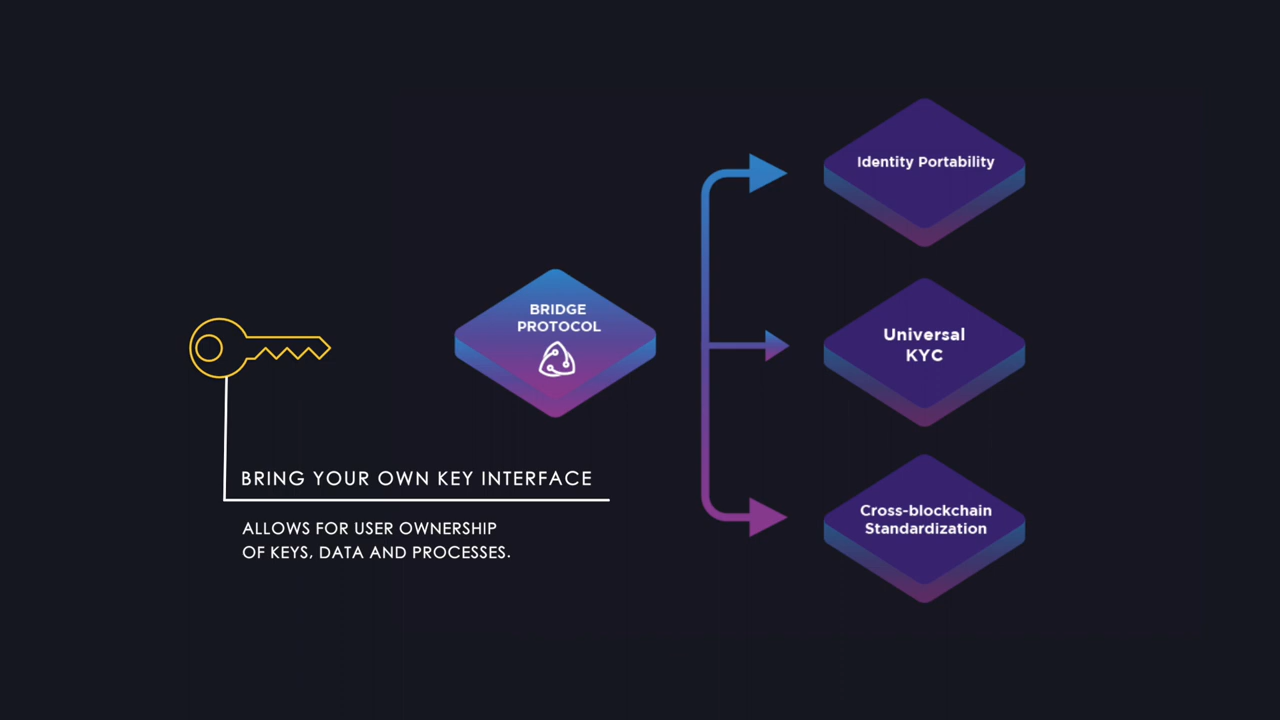 Identity Portability
BRIDGE
PROTOCOL
Universal
KYC
BRING YOUR OWN KEY INTERFACE
ALLOWS FOR USER OWNERSHIP
OF KEYS, DATA AND PROCESSES.
Cross-blockchain
Standardization